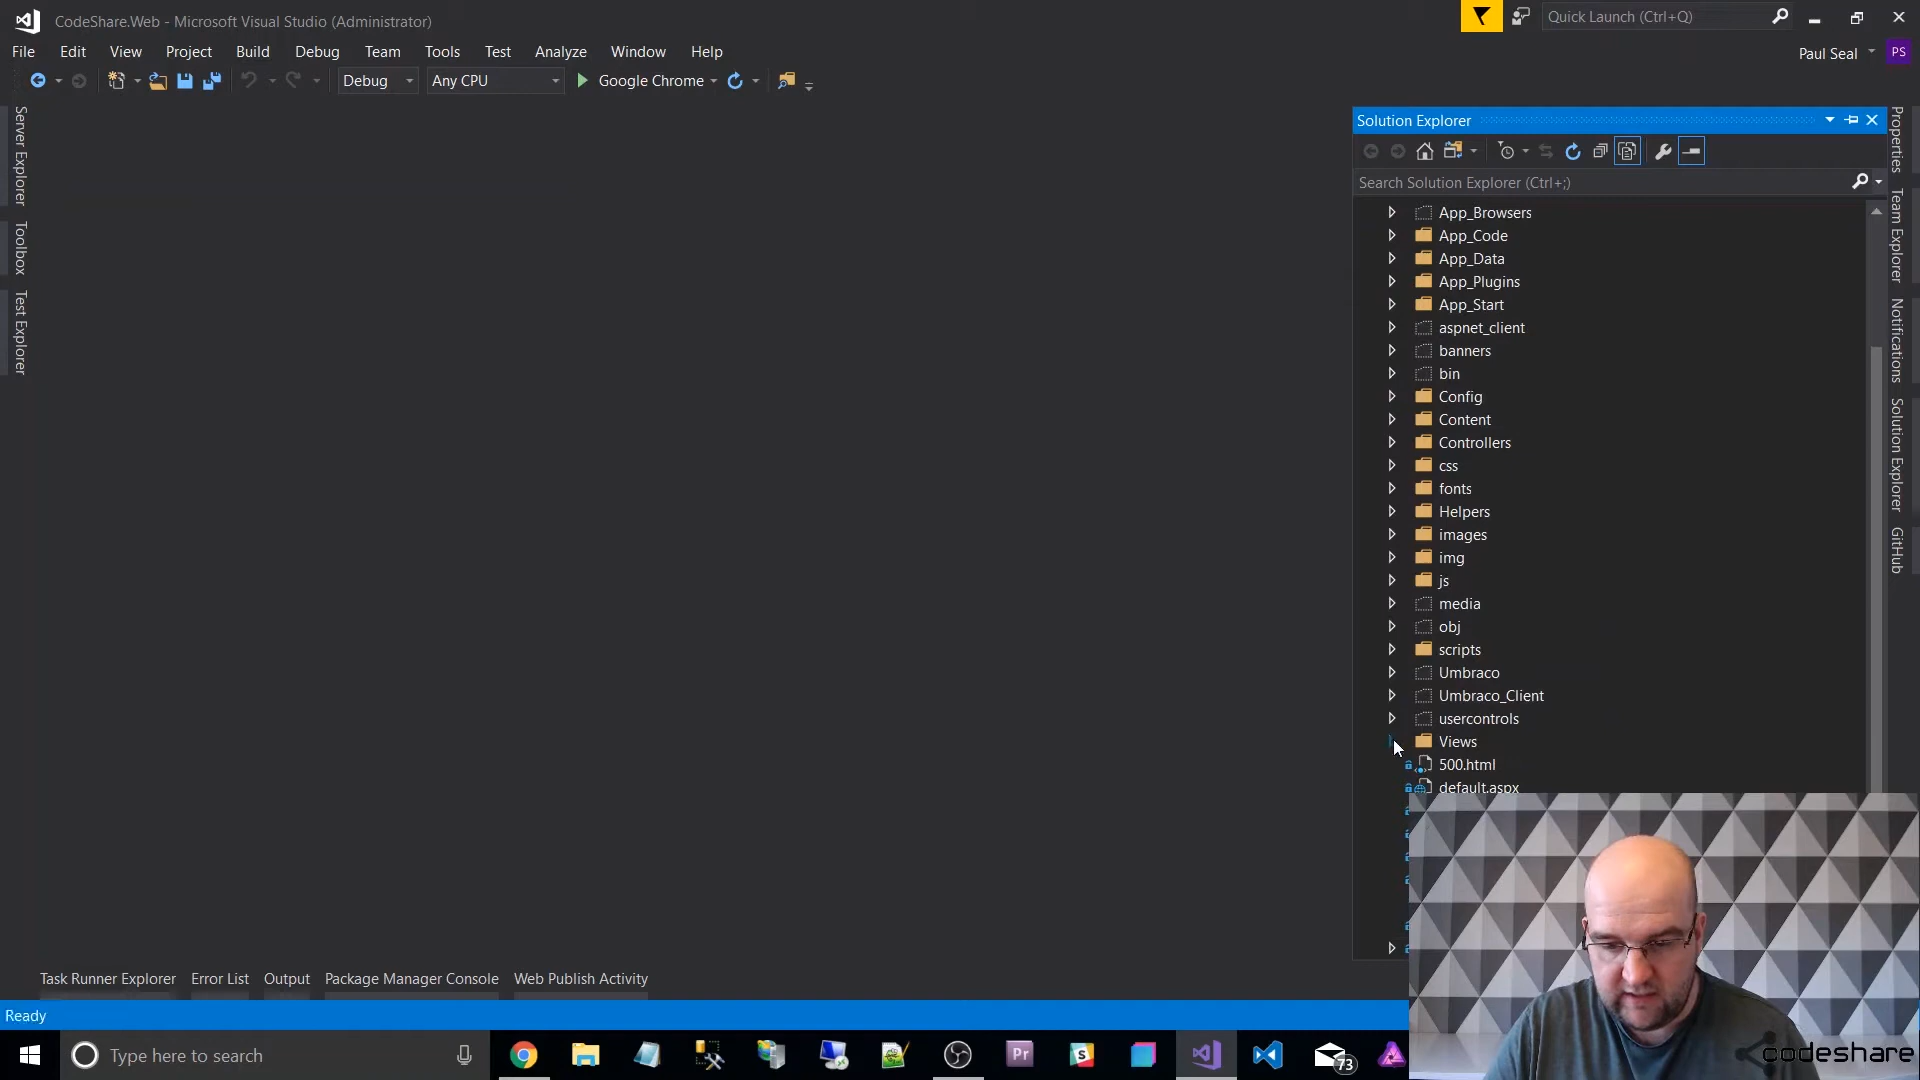 CodeShare.Web - Microsoft Visual Studio (Administrator)
Quick Launch (Ctrl+Q)
File Edit View Project Build Debug Team Tools Test Analyze Window Help
Paul Seal PS
Debug Any CPU Google Chrome
Server Explorer
Toolbox
Test Explorer
Solution Explorer
Search Solution Explorer (Ctrl+;)
App_Browsers
App_Code
App_Data
App_Plugins
App_Start
aspnet_client
banners
bin
Config
Content
Controllers
css
fonts
Helpers
images
img
js
media
obj
scripts
Umbraco
Umbraco_Client
usercontrols
Views
500.html
default.aspx
Properties
Team Explorer
Notifications
Solution Explorer
GitHub
Task Runner Explorer Error List Output Package Manager Console Web Publish Activity
Ready
Type here to search
Pr
S
73
codeshare